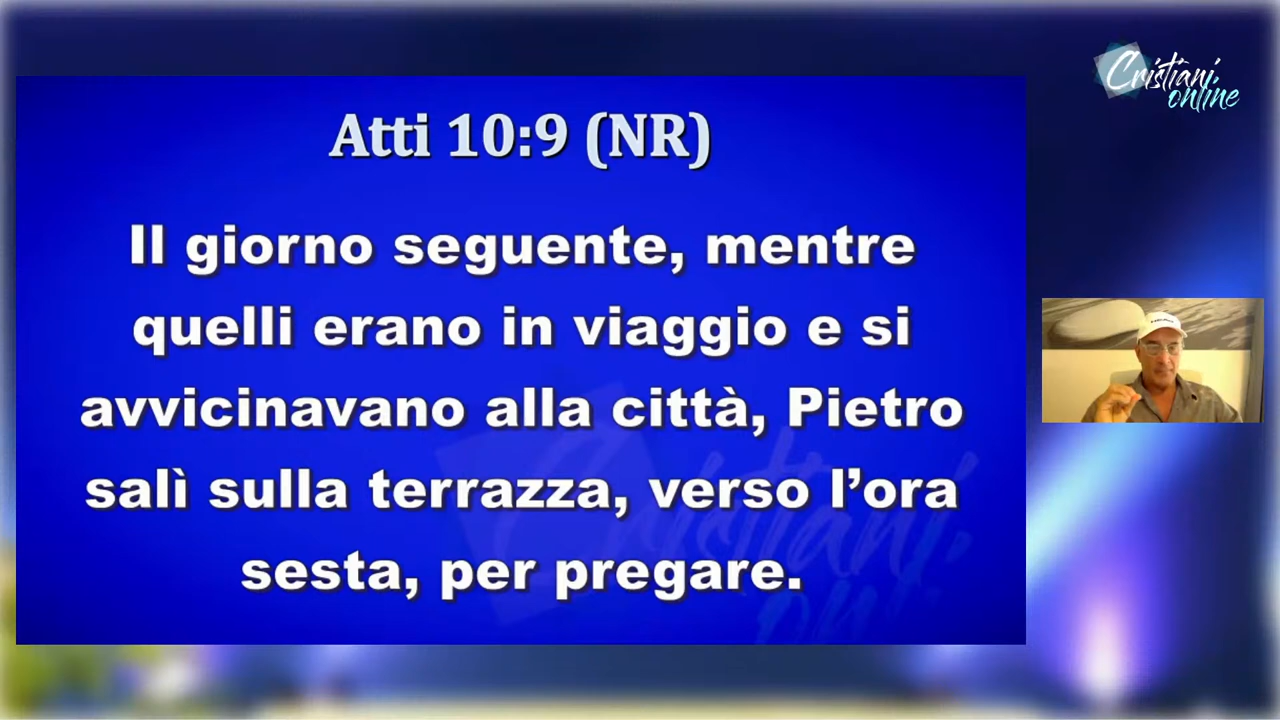 Cristiani
online
Atti 10:9 (NR)
Il giorno seguente, mentre
quelli erano in viaggio e si
avvicinavano alla città, Pietro
salì sulla terrazza, verso l’ora
sesta, per pregare.
Cristiani